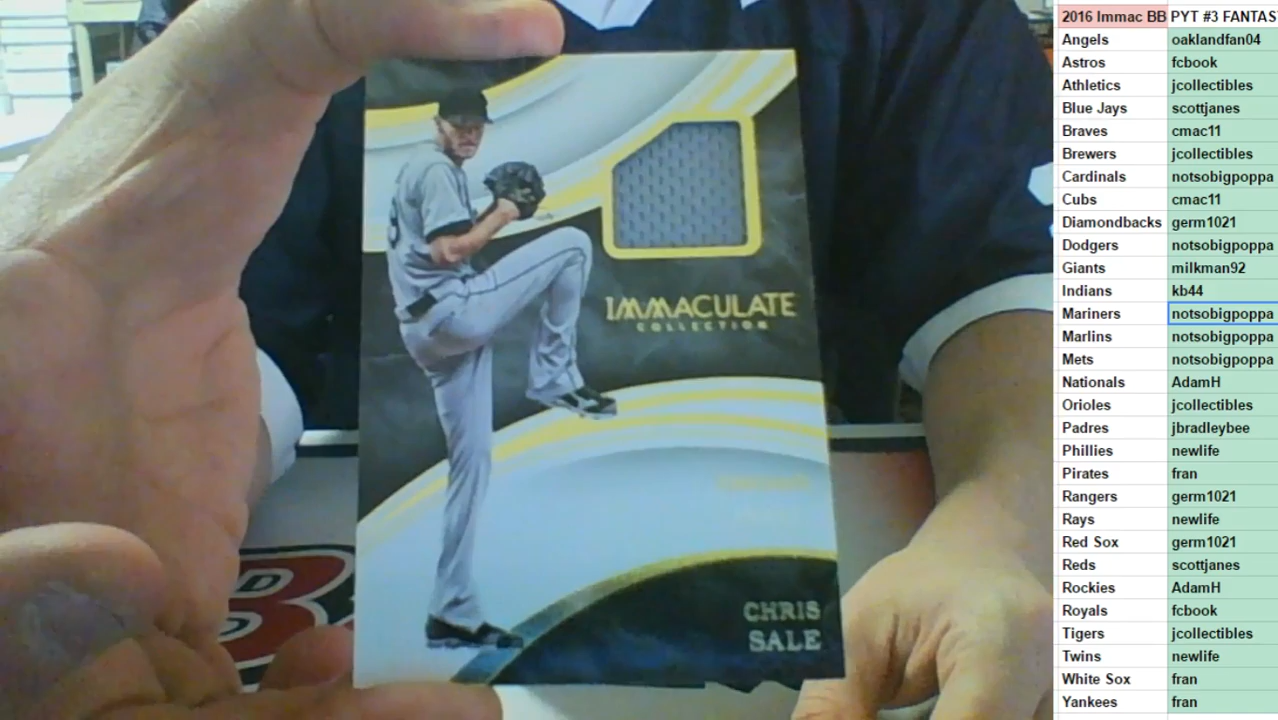 IMMACULATE
COLLECTION
CHRIS
SALE
2016 Immac BB PYT #3 FANTAS
Angels oaklandfan04
Astros fcbook
Athletics jcollectibles
Blue Jays scottjanes
Braves cmac11
Brewers jcollectibles
Cardinals notsobigpoppa
Cubs cmac11
Diamondbacks germ1021
Dodgers notsobigpoppa
Giants milkman92
Indians kb44
Mariners notsobigpoppa
Marlins notsobigpoppa
Mets notsobigpoppa
Nationals AdamH
Orioles jcollectibles
Padres jbradleybee
Phillies newlife
Pirates fran
Rangers germ1021
Rays newlife
Red Sox germ1021
Reds scottjanes
Rockies AdamH
Royals fcbook
Tigers jcollectibles
Twins newlife
White Sox fran
Yankees fran